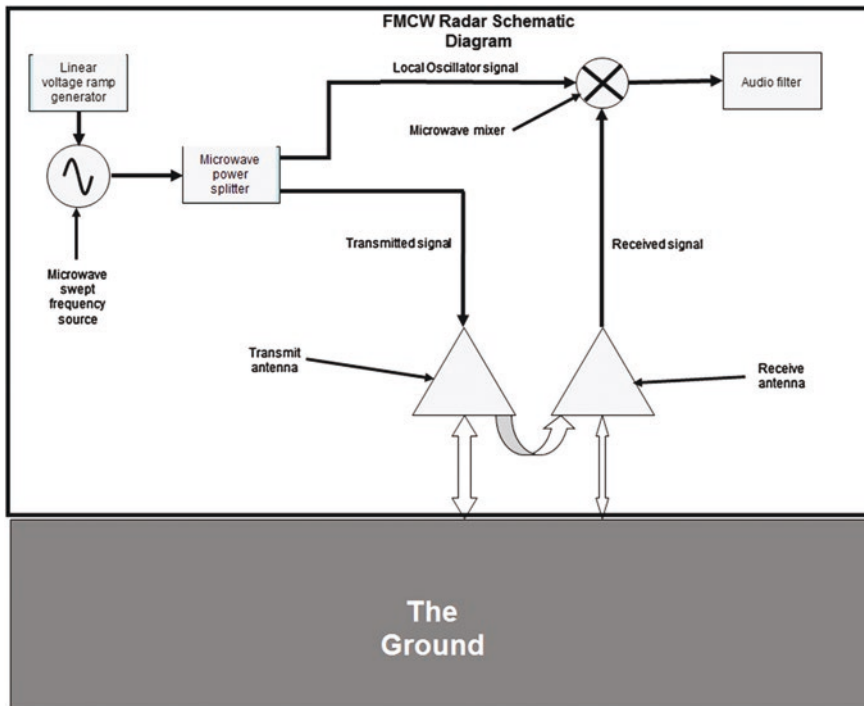 FMCW Radar Schematic
Diagram
Linear
voltage ramp
generator
Local Oscillator signal
Audio filter
Microwave mixer
Microwave
power
splitter
Transmitted signal
Received signal
Microwave
swept
frequency
source
Transmit
antenna
Receive
antenna
The
Ground